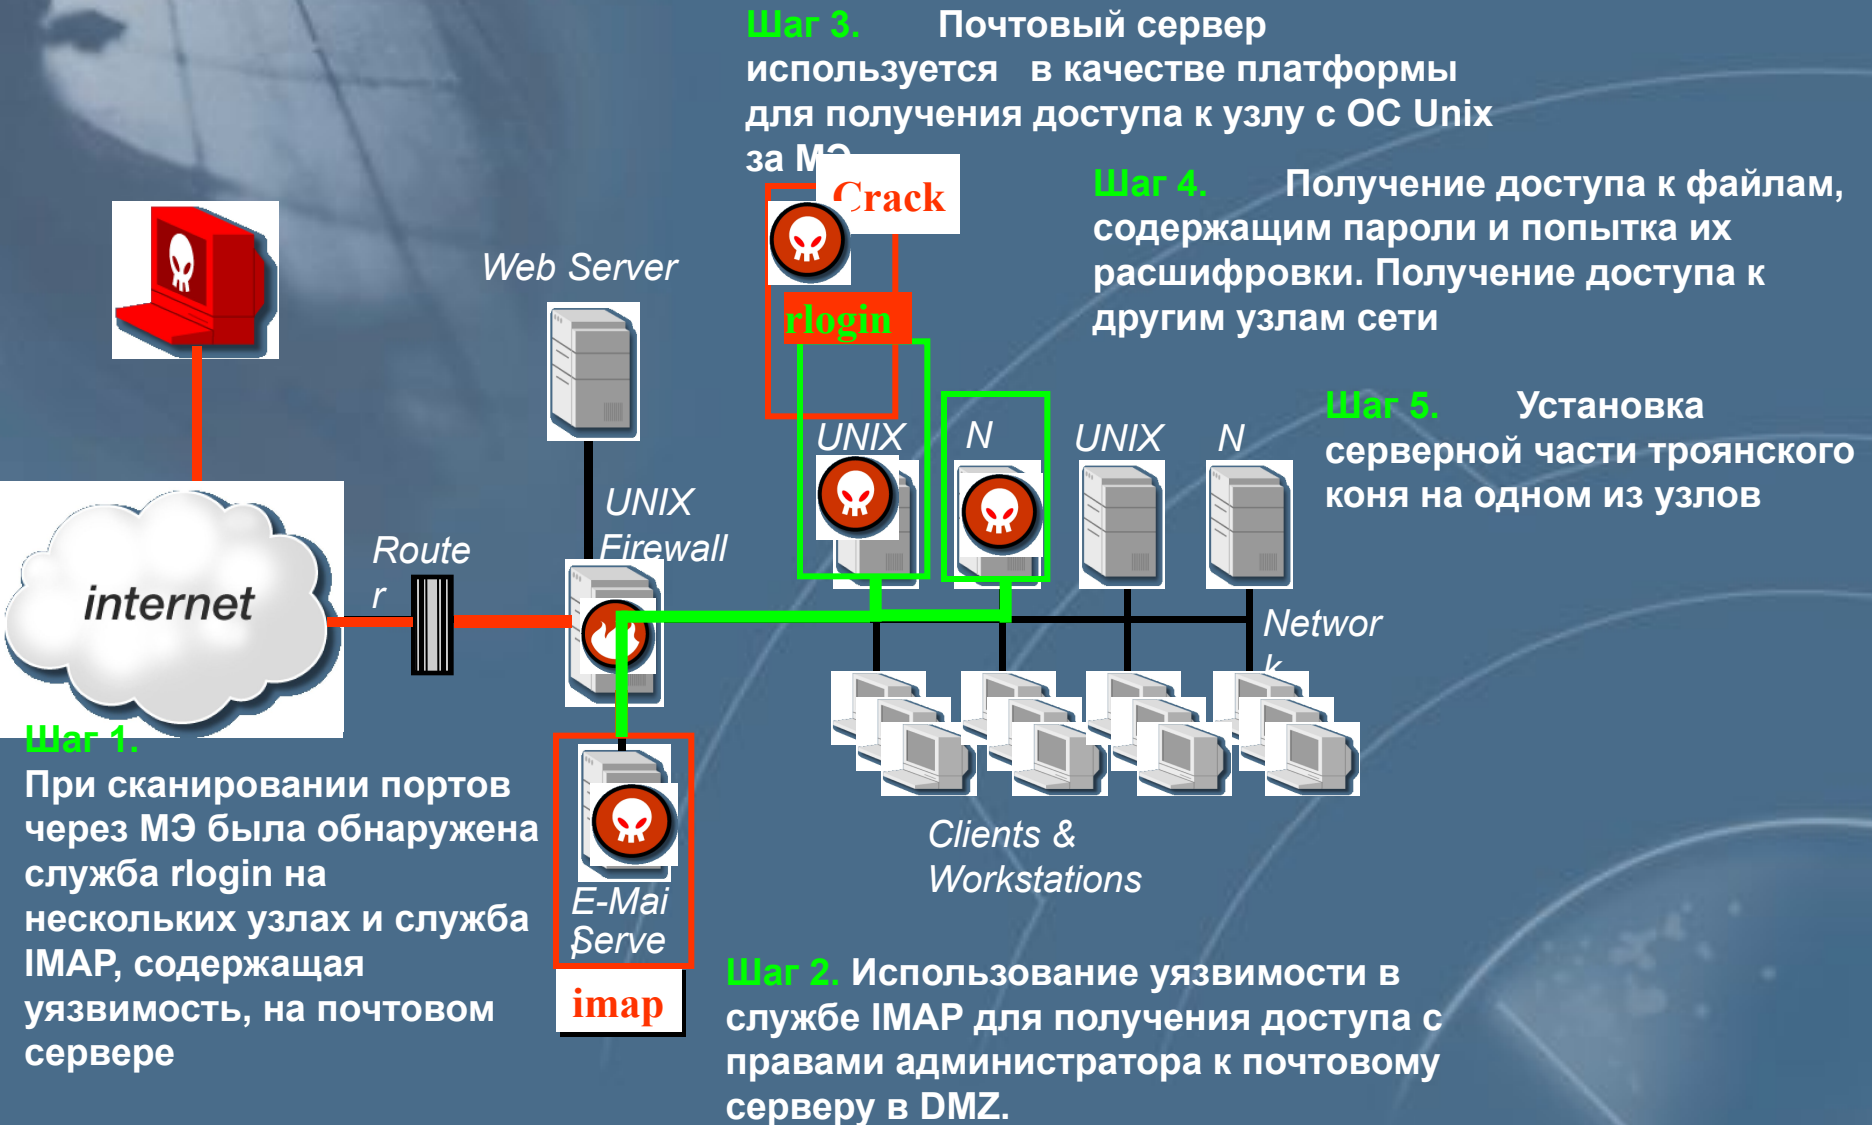 Шаг 3. Почтовый сервер
используется в качестве платформы
для получения доступа к узлу с ОС Unix
за МЭ
Crack
Шаг 4. Получение доступа к файлам,
содержащим пароли и попытка их
расшифровки. Получение доступа к
другим узлам сети
Web Server
rlogin
Шаг 5. Установка
серверной части троянского
коня на одном из узлов
UNIX
N
UNIX
N
UNIX
Firewall
Route
r
internet
Networ
k
Шаг 1.
При сканировании портов
через МЭ была обнаружена
служба rlogin на
нескольких узлах и служба
IMAP, содержащая
уязвимость, на почтовом
сервере
Clients &
Workstations
E-Mai
Serve
imap
Шаг 2. Использование уязвимости в
службе IMAP для получения доступа с
правами администратора к почтовому
серверу в DMZ.